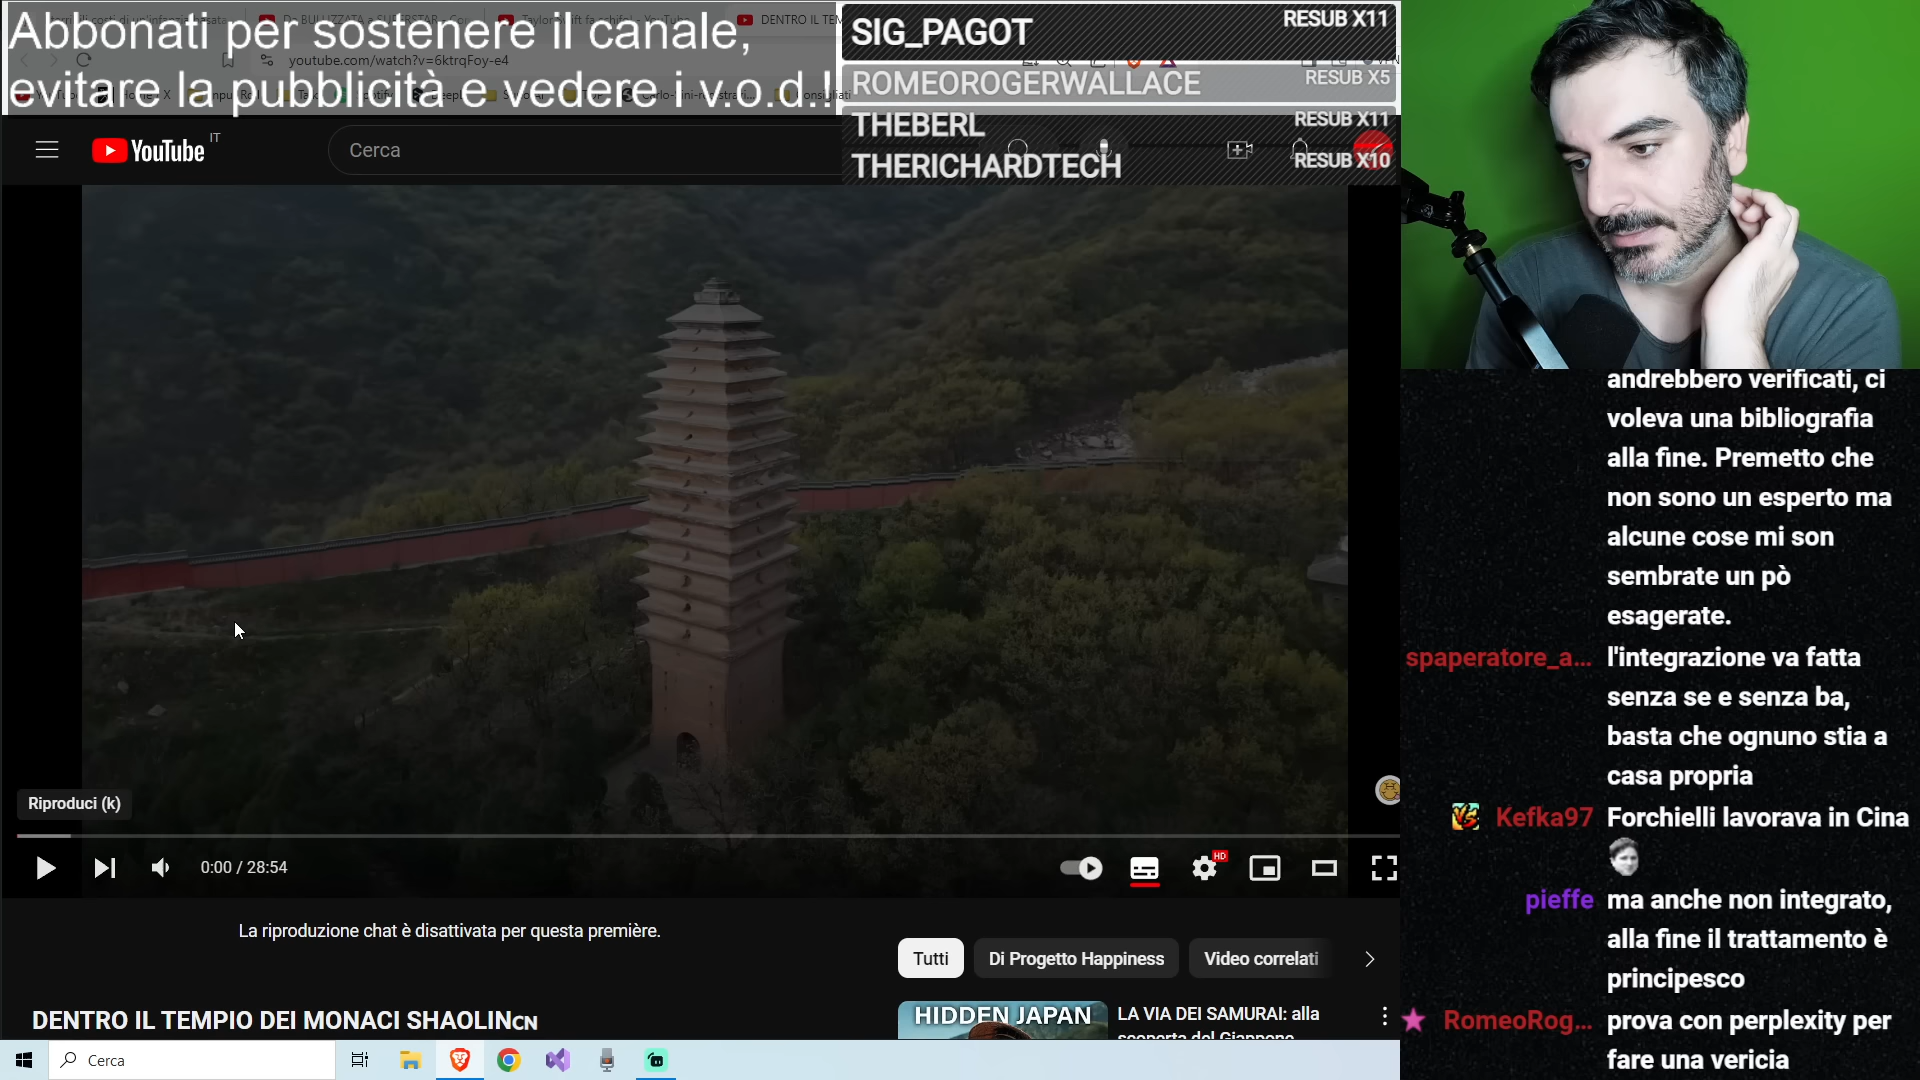 Abbonati per sostenere il canale,
evitare la pubblicità e vedere i v.o.d.!
SIG_PAGOT RESUB X11
ROMEOROGERWALLACE RESUB X5
THEBERL RESUB X11
THERICHARDTECH RESUB X10
DENTRO IL TEM
youtube.com/watch?v=6ktrqFoy-e4
YouTube IT
Cerca
andrebbero verificati, ci
voleva una bibliografia
alla fine. Premetto che
non sono un esperto ma
alcune cose mi son
sembrate un pò
esagerate.
spaperatore_a... l'integrazione va fatta
senza se e senza ba,
basta che ognuno stia a
casa propria
Kefka97 Forchielli lavorava in Cina
pieffe ma anche non integrato,
alla fine il trattamento è
principesco
RomeoRog... prova con perplexity per
fare una vericia
Riproduci (k)
0:00 / 28:54
HD
La riproduzione chat è disattivata per questa première.
Tutti
Di Progetto Happiness
Video correlati
DENTRO IL TEMPIO DEI MONACI SHAOLIN CN
HIDDEN JAPAN
LA VIA DEI SAMURAI: alla
scoperta del Giappone
Cerca